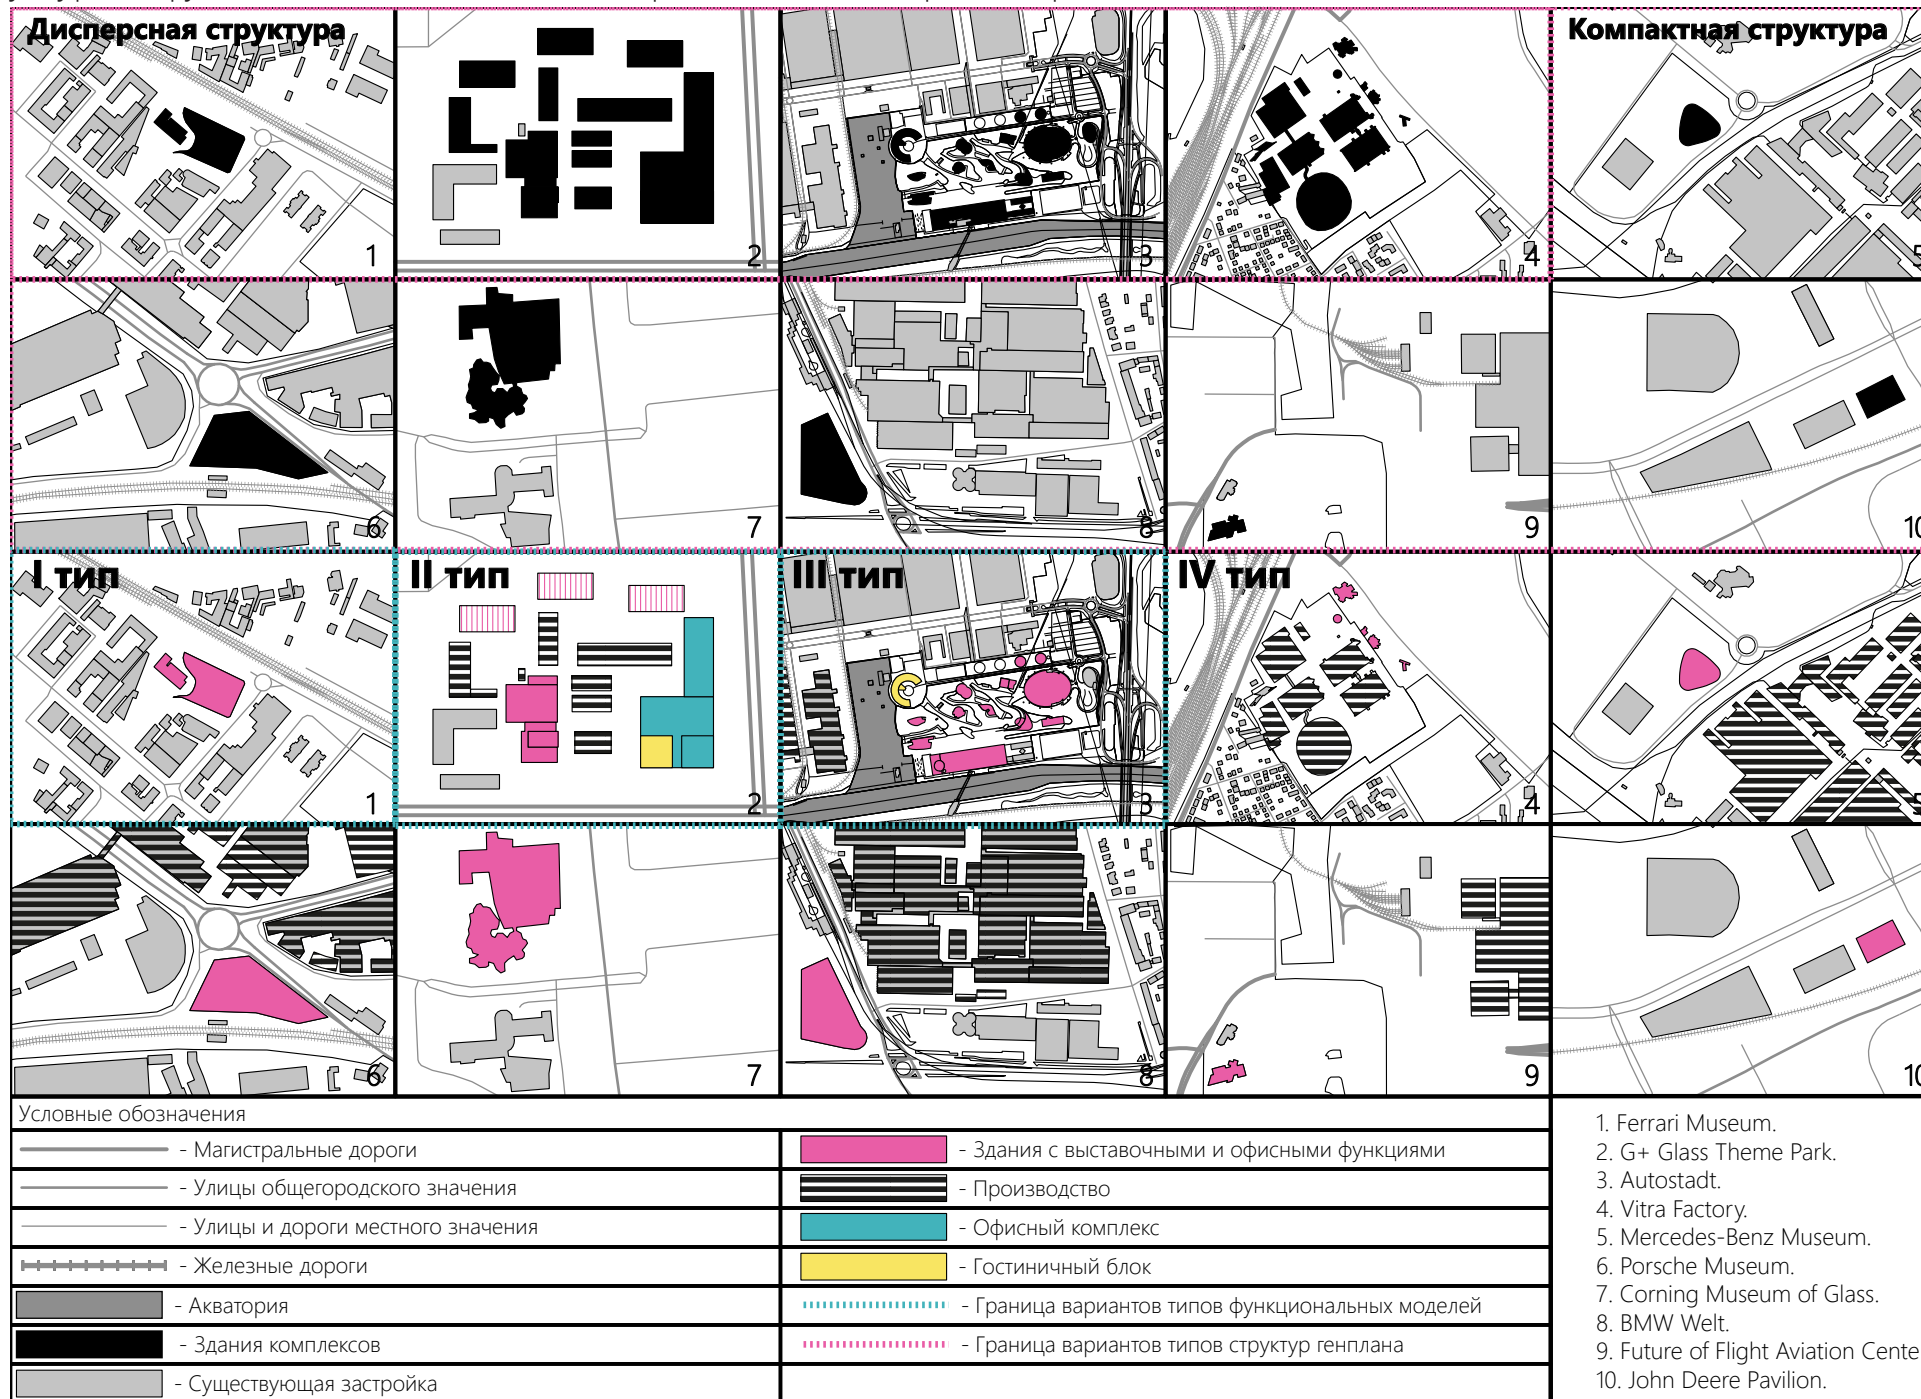 Дисперсная структура
Компактная структура
1
2
3
4
5
6
7
8
9
10
I тип
II тип
III тип
IV тип
1
2
3
4
5
6
7
8
9
10
Условные обозначения
- Магистральные дороги
- Улицы общегородского значения
- Улицы и дороги местного значения
- Железные дороги
- Акватория
- Здания комплексов
- Существующая застройка
- Здания с выставочными и офисными функциями
- Производство
- Офисный комплекс
- Гостиничный блок
- Граница вариантов типов функциональных моделей
- Граница вариантов типов структур генплана
1. Ferrari Museum.
2. G+ Glass Theme Park.
3. Autostadt.
4. Vitra Factory.
5. Mercedes-Benz Museum.
6. Porsche Museum.
7. Corning Museum of Glass.
8. BMW Welt.
9. Future of Flight Aviation Cente
10. John Deere Pavilion.